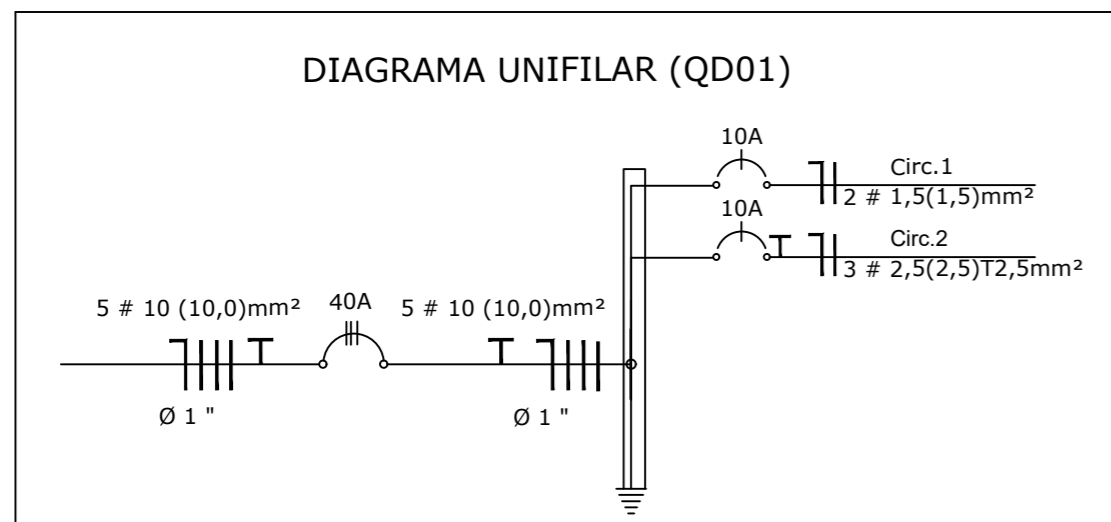 DIAGRAMA UNIFILAR (QD01)
10A
Circ.1
2 # 1,5(1,5)mm²
10A
Circ.2
3 # 2,5(2,5)T2,5mm²
5 # 10 (10,0)mm²
40A
5 # 10 (10,0)mm²
Ø 1 "
Ø 1 "